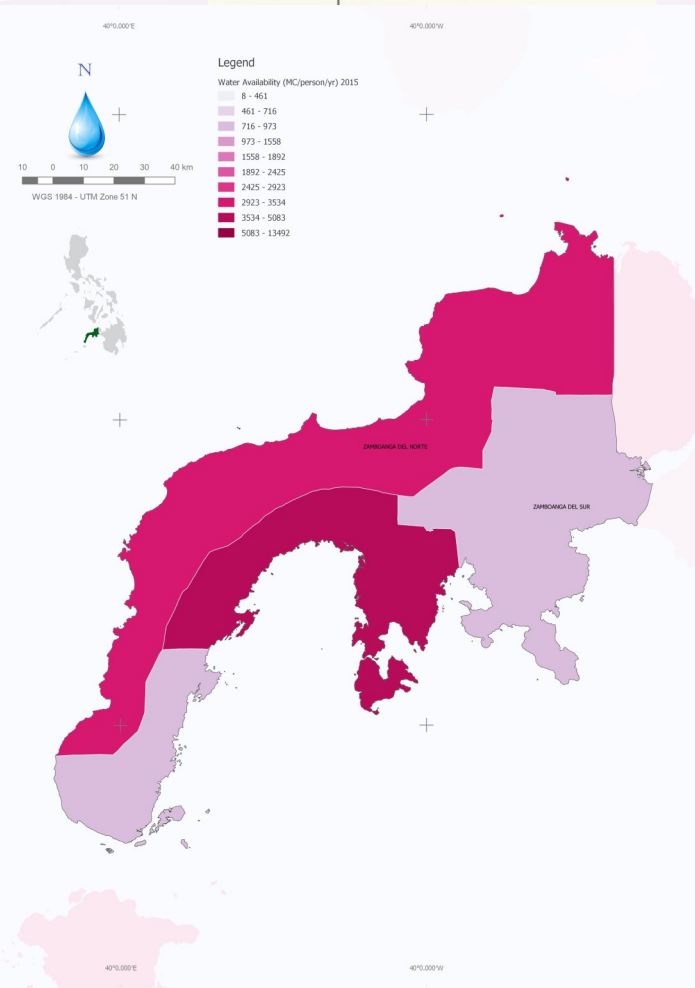 40°0.000'E
40°0.000'W
N
10 0 10 20 30 40 km
WGS 1984 - UTM Zone 51 N
Legend
Water Availability (MC/person/yr) 2015
8 - 461
461 - 716
716 - 973
973 - 1558
1558 - 1892
1892 - 2425
2425 - 2923
2923 - 3534
3534 - 5083
5083 - 13492
ZAMBOANGA DEL NORTE
ZAMBOANGA DEL SUR
40°0.000'E
40°0.000'W